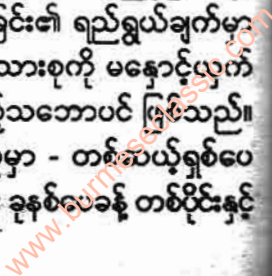 ခြင်း၏ ရည်ရွယ်ချက်မှာ
သားစုကို မနှောင့်ယှက်
သဘောပင် ဖြစ်သည်။
မှာ - တစ်ဆယ့်ရှစ်ပေ
ခုနစ်လခန့် တစ်ပိုင်းနှင့်
www.burmeseclassic.com